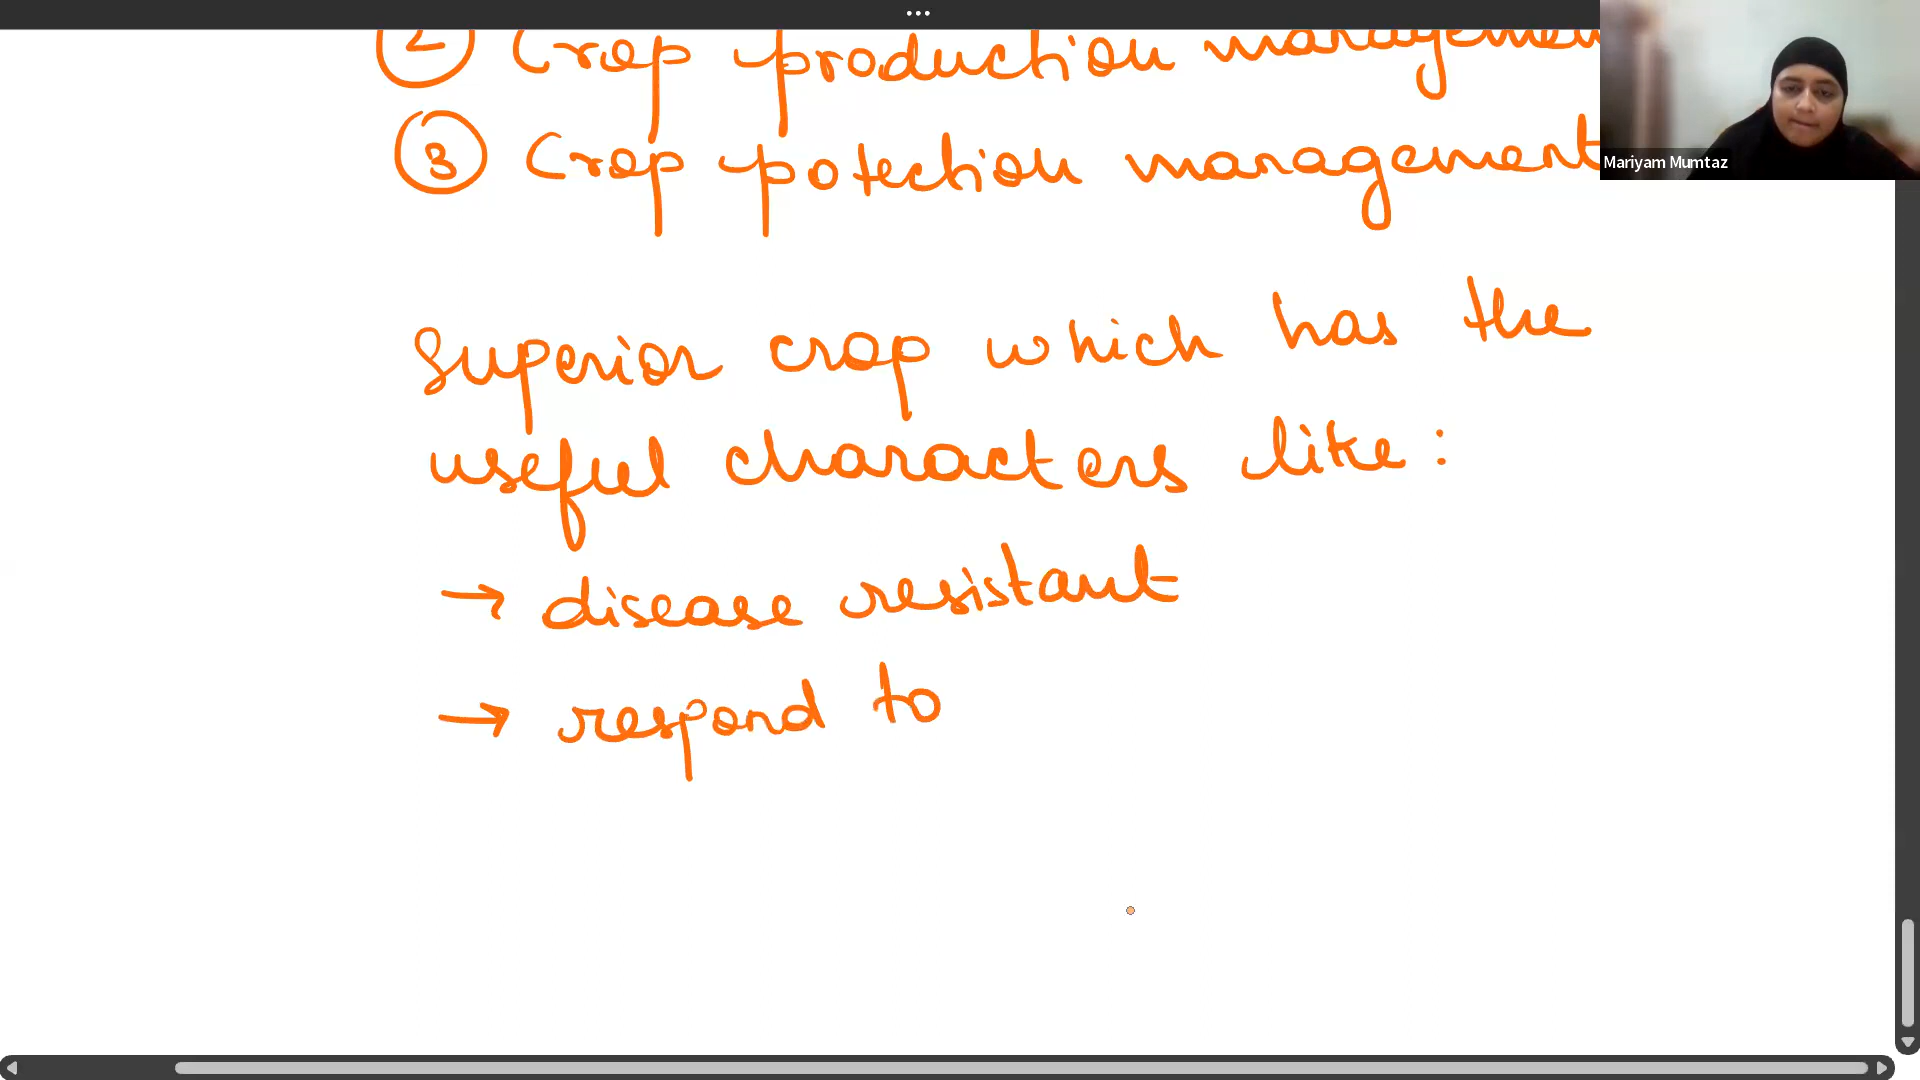 ② Crop production management
Mariyam Mumtaz
③ Crop potection management
Superior crop which has the
useful characters like :
→ disease resistant
→ respond to